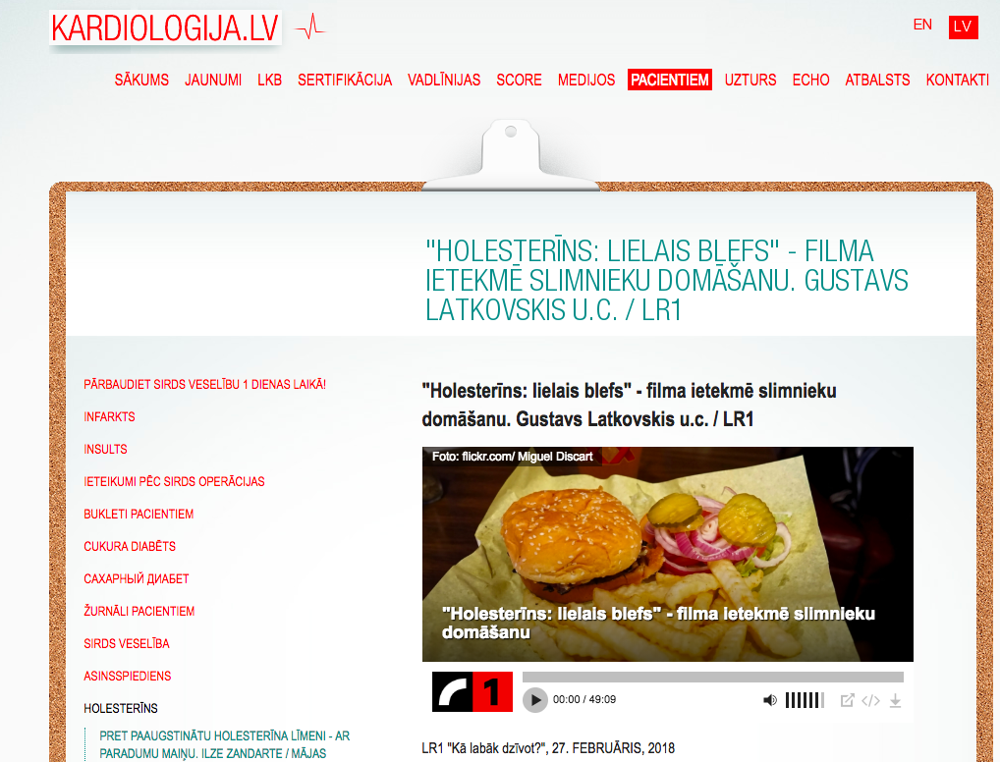 KARDIOLOGIJA.LV
EN LV
SĀKUMS JAUNUMI LKB SERTIFIKĀCIJA VADLĪNIJAS SCORE MEDIJOS PACIENTIEM UZTURS ECHO ATBALSTS KONTAKTI
"HOLESTERĪNS: LIELAIS BLEFS" - FILMA
IETEKMĒ SLIMNIEKU DOMĀŠANU. GUSTAVS
LATKOVSKIS U.C. / LR1
PĀRBAUDIET SIRDS VESELĪBU 1 DIENAS LAIKĀ!
INFARKTS
INSULTS
IETEIKUMI PĒC SIRDS OPERĀCIJAS
BUKLETI PACIENTIEM
CUKURA DIABĒTS
САХАРНЫЙ ДИАБЕТ
ŽURNĀLI PACIENTIEM
SIRDS VESELĪBA
ASINSSPIEDIENS
HOLESTERĪNS
PRET PAAUGSTINĀTU HOLESTERĪNA LĪMENI - AR
PARADUMU MAIŅU. ILZE ZANDARTE / MĀJAS
"Holesterīns: lielais blefs" - filma ietekmē slimnieku
domāšanu. Gustavs Latkovskis u.c. / LR1
Foto: flickr.com/ Miguel Discart
"Holesterīns: lielais blefs" - filma ietekmē slimnieku
domāšanu
1
00:00 / 49:09
LR1 "Kā labāk dzīvot?", 27. FEBRUĀRIS, 2018